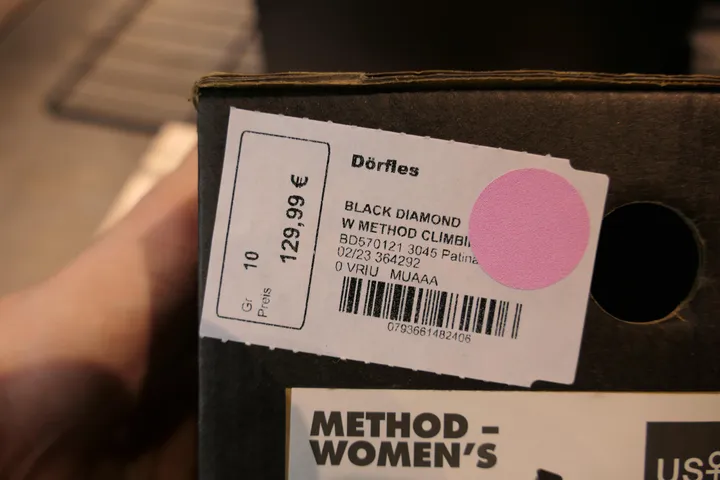 Dörfles
BLACK DIAMOND
W METHOD
BD570121 3045 Patina
02/23 364292
0 VRIU MUAAA
0793661482406
Gr 10
Preis 129,99 €
METHOD –
WOMEN'S
US